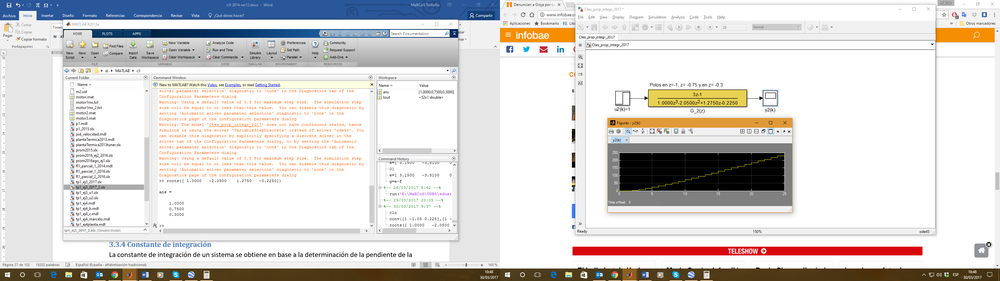 cIII 2014 ver12.docx - Word
MaRCoS ToiBeRo
Archivo Inicio Insertar Diseño Formato Referencias Correspondencia Revisar Vista ¿Qué desea hacer? Compartir
Cortar
Copiar
Copiar formato
Pegar
Portapapeles
Times
N K
MATLAB R2013a
HOME PLOTS APPS
Search Documentation
New Script
New
Open
Find Files
Compare
Import Data
Save Workspace
New Variable
Open Variable
Clear Workspace
Analyze Code
Run and Time
Clear Commands
Simulink Library
Layout
Preferences
Set Path
Parallel
Help
Community
Request Support
Add-Ons
FILE VARIABLE CODE SIMULINK ENVIRONMENT RESOURCES
d: MATLAB c3
Current Folder
Name
m2.sid
motor.mat
motor1ms.txt
motor1ms_2.txt
motor2.mat
motor3.mat
p1.mdl
p1_2015.slx
pid_velocidad.mdl
plantaTermica2013.mdl
plantaTermica2013tuner.slx
prom2015.slx
prom2016_ej2_2016.slx
prom2016ago_ej1.slx
R1_parcial_1_2014.mdl
R1_parcial_1_2016.slx
R1_parcial_2_2016.slx
tp1_ej3_2017.slx
tp1_ej3_2017_2.slx
tp1_ej3_u1.slx
tp1_ej3_u2.slx
tp1_ej4.mdl
tp1_ej4_b.mdl
tp1_ej4_c.mdl
tp1_ej4_marcelo.mdl
tp1_ej4planta.mdl
tp1_ej3_2017_2.slx (Simulink Model)
Command Window
New to MATLAB? Watch this Video, see Examples, or read Getting Started.
solver parameter selection' diagnostic to 'none' in the Diagnostics tab of the
Configuration Parameters dialog
Warning: Using a default value of 0.8 for maximum step size. The simulation step
size will be equal to or less than this value. You can disable this diagnostic by
setting 'Automatic solver parameter selection' diagnostic to 'none' in the
Diagnostics page of the configuration parameters dialog
Warning: The model 'Ctes_prop_integr_2017' does not have continuous states, hence
Simulink is using the solver 'VariableStepDiscrete' instead of solver 'ode45'. You
can disable this diagnostic by explicitly specifying a discrete solver in the
solver tab of the Configuration Parameters dialog, or by setting the 'Automatic
solver parameter selection' diagnostic to 'none' in the Diagnostics tab of the
Configuration Parameters dialog
Warning: Using a default value of 0.5 for maximum step size. The simulation step
size will be equal to or less than this value. You can disable this diagnostic by
setting 'Automatic solver parameter selection' diagnostic to 'none' in the
Diagnostics page of the configuration parameters dialog
>> roots([ 1.0000 -2.0500 1.2750 -0.2250])
ans =
1.0000
0.7500
0.3000
fx >>
Workspace
Name Value
ans [1.0000;0.7500;0.3000]
tout <52x1 double>
Command History
e=[ 3.1500 -3.8100 0
0]
e=[ 3.1500 -3.8100 0
g=e-f
%-- 28/03/2017 8:42 --%
run('E:\MaRCoS\UDB5\eduar
%-- 29/03/2017 20:05 --%
%-- 30/03/2017 9:37 --%
clc
conv([1 -1.05 0.225],[1 -
roots([ 1.0000 -2.0500
3.3.4 Constante de integración
La constante de integración de un sistema se obtiene en base a la determinación de la pendiente de la
Página 37 de 103 19202 palabras Español (España - alfabetización tradicional) 160 %
10:48
30/03/2017
Denuncian a Gioja por s
marcos
www.infobae.c
Aplicaciones Bookmarks Lito
Otros marcadores
infobae
Ctes_prop_integr_2017 *
File Edit View Display Diagram Simulation Analysis Code Tools Help
25 Normal
Ctes_prop_integr_2017
Ctes_prop_integr_2017
Polos en z=-1, z= -0.75 y en z= -0.3
3z-1
1.0000z3-2.0500z2+1.2750z-0.2250
u2(k)=1
G_2(z)
y2(k)
Figures - y2(k)
y2(k)
250
200
150
100
50
0
0 5 10 15 20 25
Time offset: 0
Ready 150% ode45
TELESHOW
ESP
10:48
30/03/2017